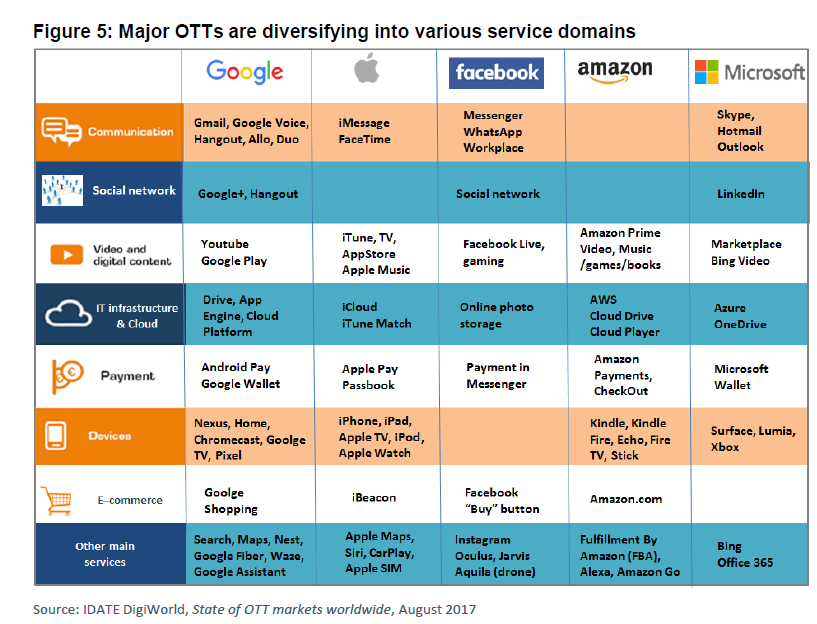 Figure 5: Major OTTs are diversifying into various service domains
Google
facebook
amazon
Microsoft
Communication
Gmail, Google Voice,
Hangout, Allo, Duo
iMessage
FaceTime
Messenger
WhatsApp
Workplace
Skype,
Hotmail
Outlook
Social network
Google+, Hangout
Social network
LinkedIn
Video and
digital content
Youtube
Google Play
iTune, TV,
AppStore
Apple Music
Facebook Live,
gaming
Amazon Prime
Video, Music
/games/books
Marketplace
Bing Video
IT infrastructure
& Cloud
Drive, App
Engine, Cloud
Platform
iCloud
iTune Match
Online photo
storage
AWS
Cloud Drive
Cloud Player
Azure
OneDrive
Payment
Android Pay
Google Wallet
Apple Pay
Passbook
Payment in
Messenger
Amazon
Payments,
CheckOut
Microsoft
Wallet
Devices
Nexus, Home,
Chromecast, Goolge
TV, Pixel
iPhone, iPad,
Apple TV, iPod,
Apple Watch
Kindle, Kindle
Fire, Echo, Fire
TV, Stick
Surface, Lumia,
Xbox
E-commerce
Goolge
Shopping
iBeacon
Facebook
“Buy” button
Amazon.com
Other main
services
Search, Maps, Nest,
Google Fiber, Waze,
Google Assistant
Apple Maps,
Siri, CarPlay,
Apple SIM
Instagram
Oculus, Jarvis
Aquila (drone)
Fulfillment By
Amazon (FBA),
Alexa, Amazon Go
Bing
Office 365
Source: IDATE DigiWorld, State of OTT markets worldwide, August 2017